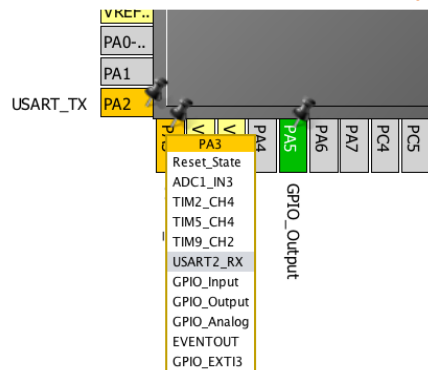 VREF..
PA0-..
PA1
USART_TX PA2
PA4
PA5
PA6
PA7
PC4
PC5
PA3
Reset_State
ADC1_IN3
TIM2_CH4
TIM5_CH4
TIM9_CH2
USART2_RX
GPIO_Input
GPIO_Output
GPIO_Analog
EVENTOUT
GPIO_EXTI3
GPIO_Output